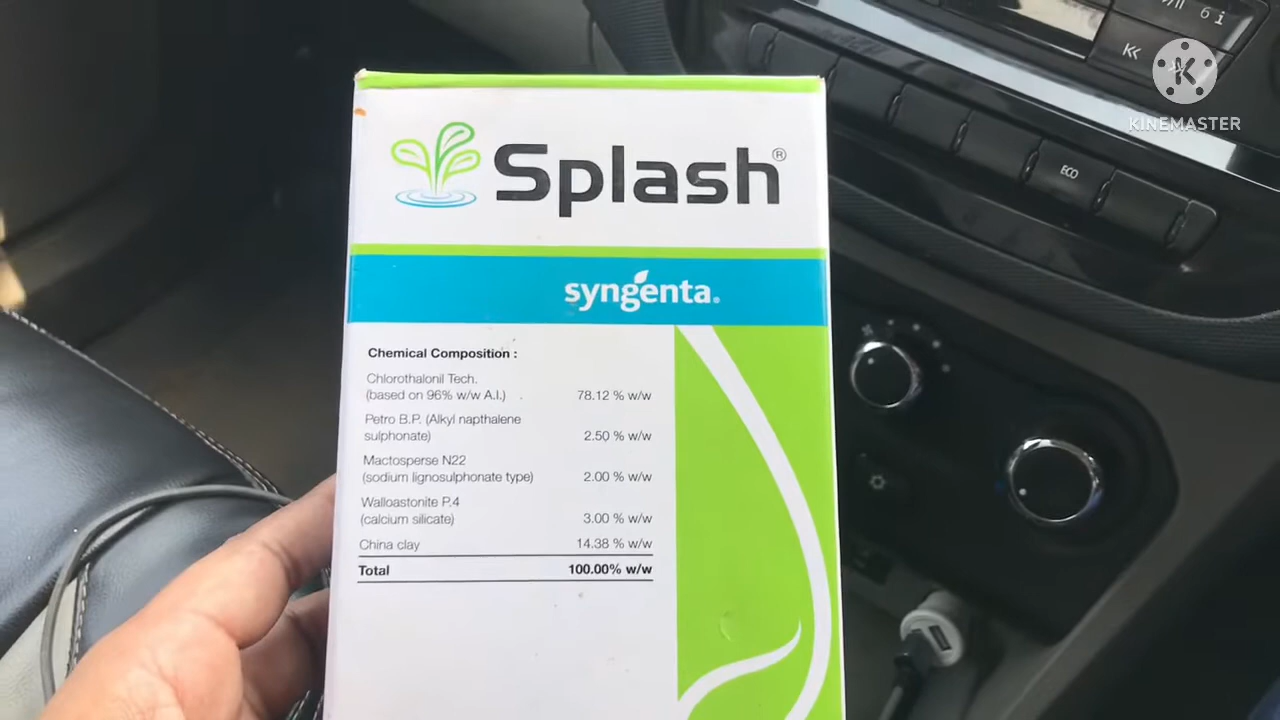 Splash®
syngenta.
Chemical Composition :
Chlorothalonil Tech.
(based on 96% w/w A.I.) 78.12 % w/w
Petro B.P. (Alkyl napthalene
sulphonate) 2.50 % w/w
Mactosperse N22
(sodium lignosulphonate type) 2.00 % w/w
Walloastonite P.4
(calcium silicate) 3.00 % w/w
China clay 14.38 % w/w
Total 100.00% w/w
6 i
K
KINEMASTER
ECO